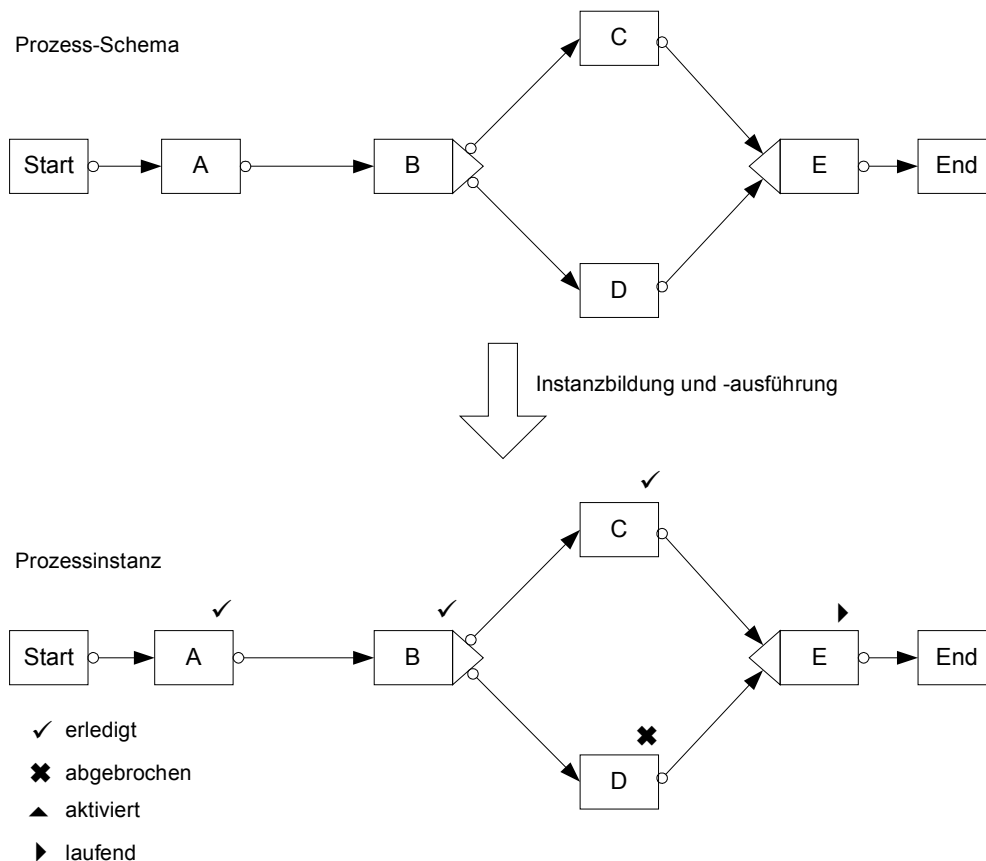 Prozess-Schema
C
Start
A
B
E
End
D
Instanzbildung und -ausführung
C
Prozessinstanz
Start
A
B
E
End
D
erledigt
abgebrochen
aktiviert
laufend